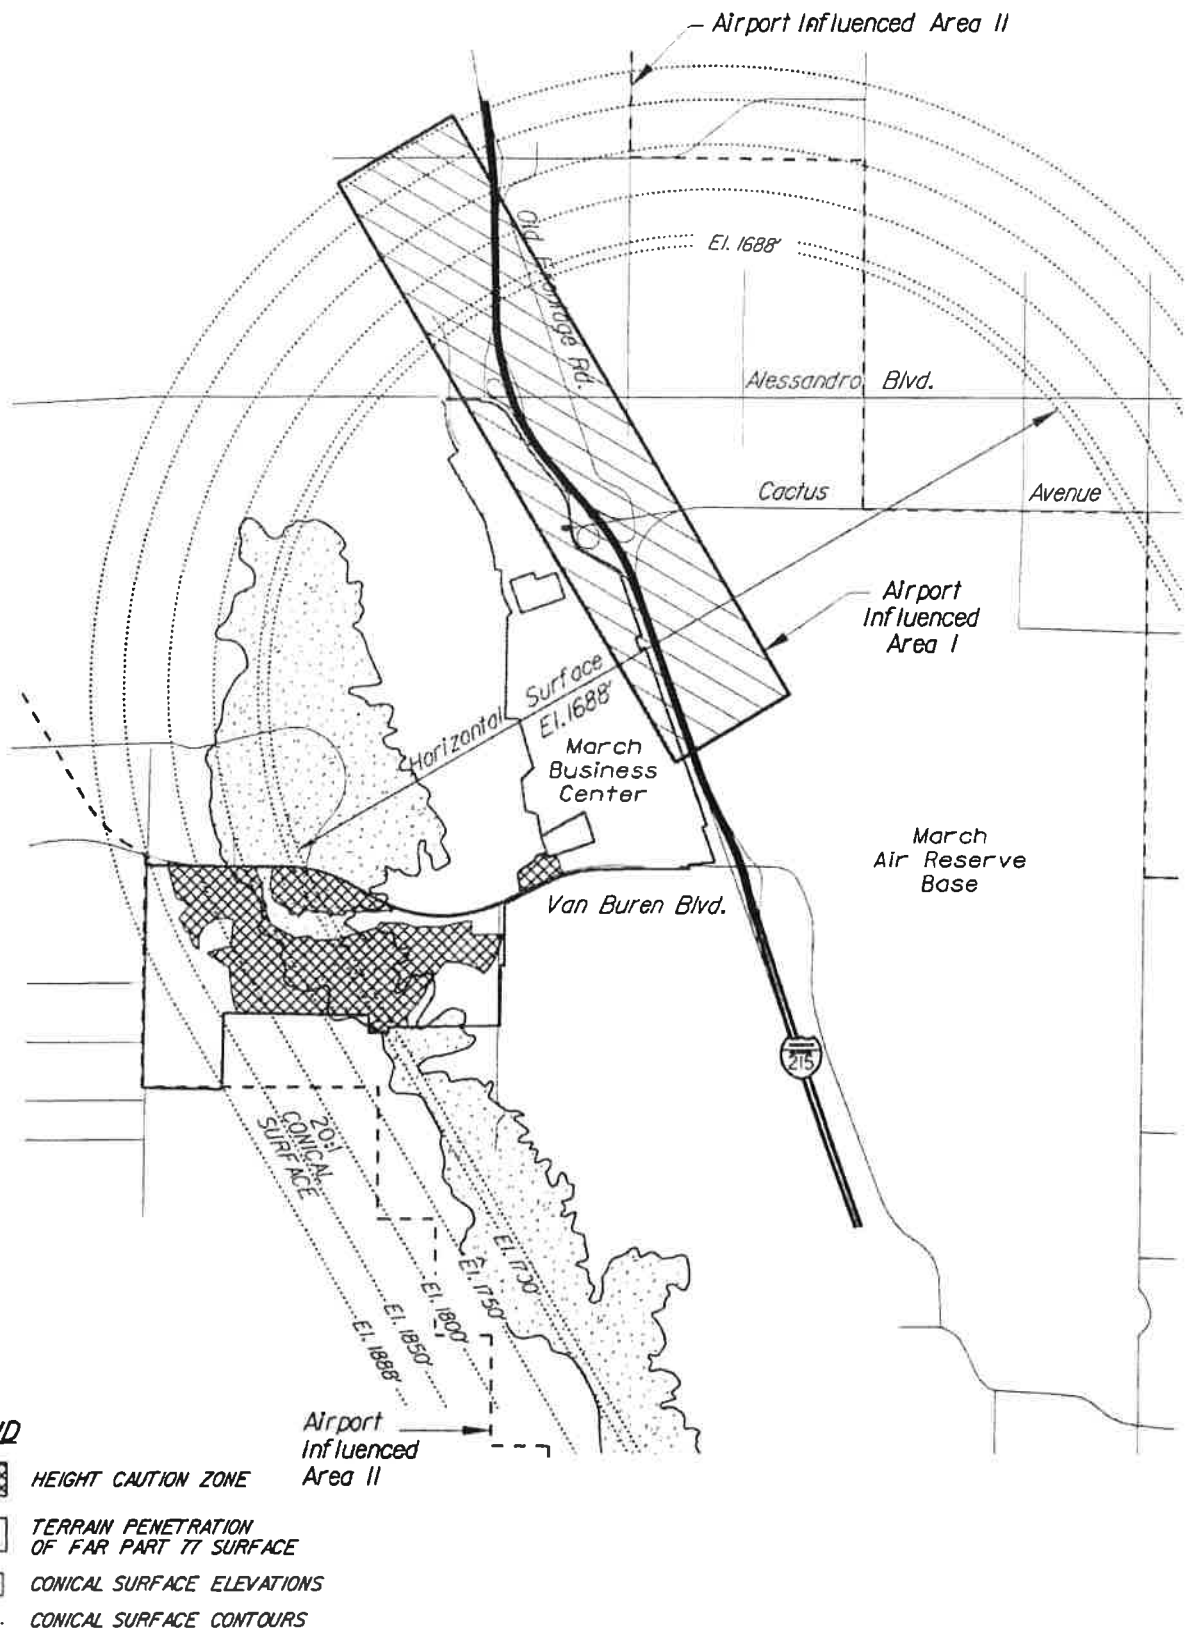 Airport Influenced Area II
Old Frontage Rd.
El. 1688'
Alessandro Blvd.
Cactus Avenue
Airport
Influenced
Area I
Horizontal Surface
El. 1688'
March
Business
Center
March
Air Reserve
Base
Van Buren Blvd.
215
20:1
CONICAL
SURFACE
El. 1700'
El. 1750'
El. 1800'
El. 1850'
El. 1888'
Airport
Influenced
Area II
HEIGHT CAUTION ZONE
TERRAIN PENETRATION
OF FAR PART 77 SURFACE
CONICAL SURFACE ELEVATIONS
CONICAL SURFACE CONTOURS